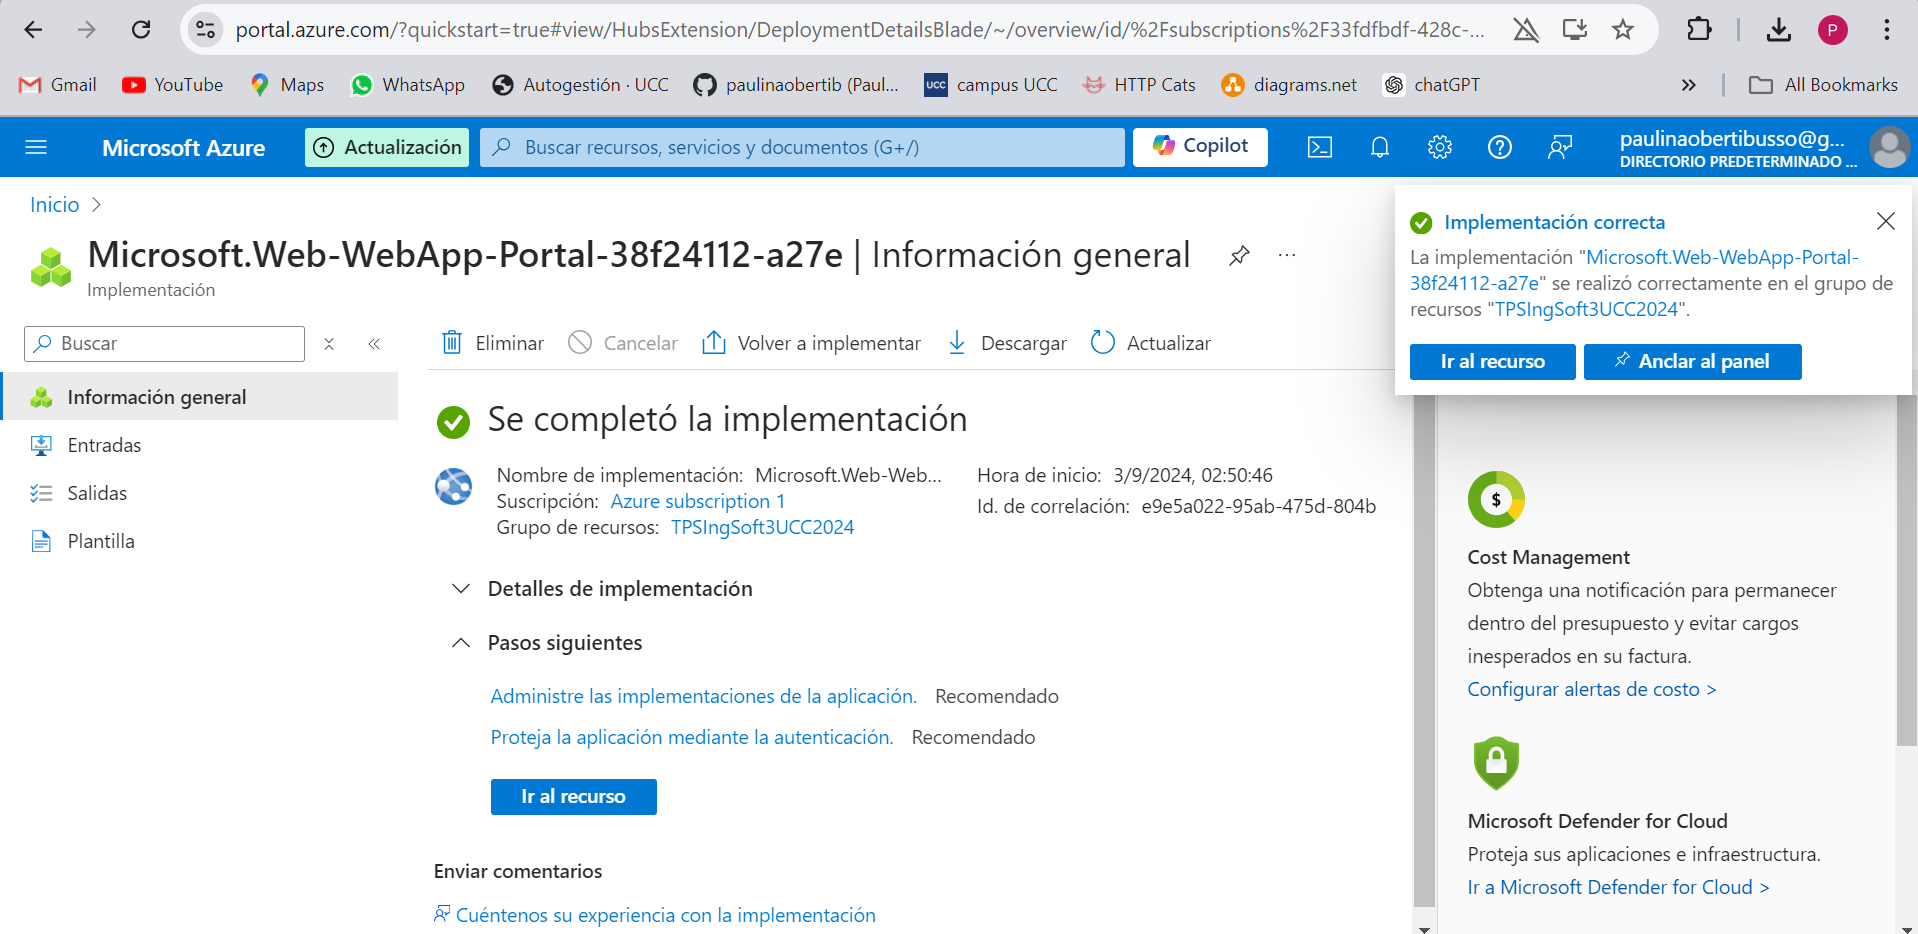 portal.azure.com/?quickstart=true#view/HubsExtension/DeploymentDetailsBlade/~/overview/id/%2Fsubscriptions%2F33fdfbdf-428c-...
P
Gmail YouTube Maps WhatsApp Autogestión · UCC paulinaobertib (Paul... UCC campus UCC HTTP Cats diagrams.net chatGPT » All Bookmarks
Microsoft Azure Actualización Buscar recursos, servicios y documentos (G+/) Copilot
paulinaobertibusso@g...
DIRECTORIO PREDETERMINADO ...
Inicio >
Microsoft.Web-WebApp-Portal-38f24112-a27e | Información general ...
Implementación
Implementación correcta
La implementación "Microsoft.Web-WebApp-Portal-
38f24112-a27e" se realizó correctamente en el grupo de
recursos "TPSIngSoft3UCC2024".
Ir al recurso Anclar al panel
Buscar
Información general
Entradas
Salidas
Plantilla
Eliminar Cancelar Volver a implementar Descargar Actualizar
Se completó la implementación
Nombre de implementación: Microsoft.Web-Web...
Suscripción: Azure subscription 1
Grupo de recursos: TPSIngSoft3UCC2024
Hora de inicio: 3/9/2024, 02:50:46
Id. de correlación: e9e5a022-95ab-475d-804b
Detalles de implementación
Pasos siguientes
Administre las implementaciones de la aplicación. Recomendado
Proteja la aplicación mediante la autenticación. Recomendado
Ir al recurso
Enviar comentarios
Cuéntenos su experiencia con la implementación
$
Cost Management
Obtenga una notificación para permanecer
dentro del presupuesto y evitar cargos
inesperados en su factura.
Configurar alertas de costo >
Microsoft Defender for Cloud
Proteja sus aplicaciones e infraestructura.
Ir a Microsoft Defender for Cloud >